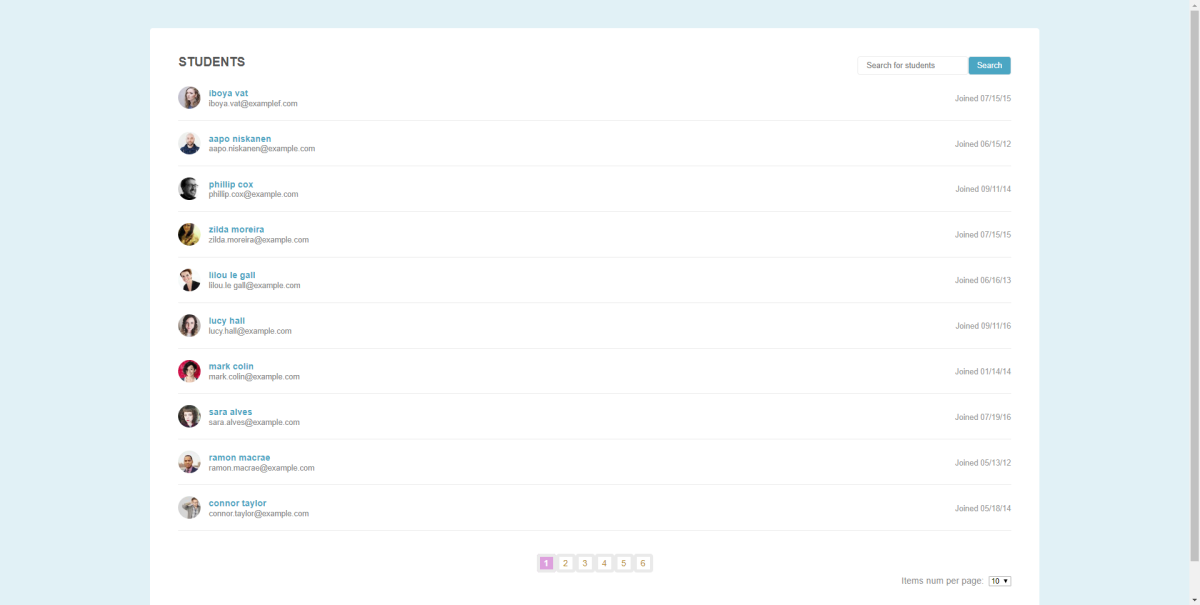 STUDENTS
Search for students Search
iboya vat
iboya.vat@examplef.com
Joined 07/15/15
aapo niskanen
aapo.niskanen@example.com
Joined 06/15/12
phillip cox
phillip.cox@example.com
Joined 09/11/14
zilda moreira
zilda.moreira@example.com
Joined 07/15/15
lilou le gall
lilou.le gall@example.com
Joined 06/16/13
lucy hall
lucy.hall@example.com
Joined 09/11/16
mark colin
mark.colin@example.com
Joined 01/14/14
sara alves
sara.alves@example.com
Joined 07/19/16
ramon macrae
ramon.macrae@example.com
Joined 05/13/12
connor taylor
connor.taylor@example.com
Joined 05/18/14
1 2 3 4 5 6
Items num per page: 10